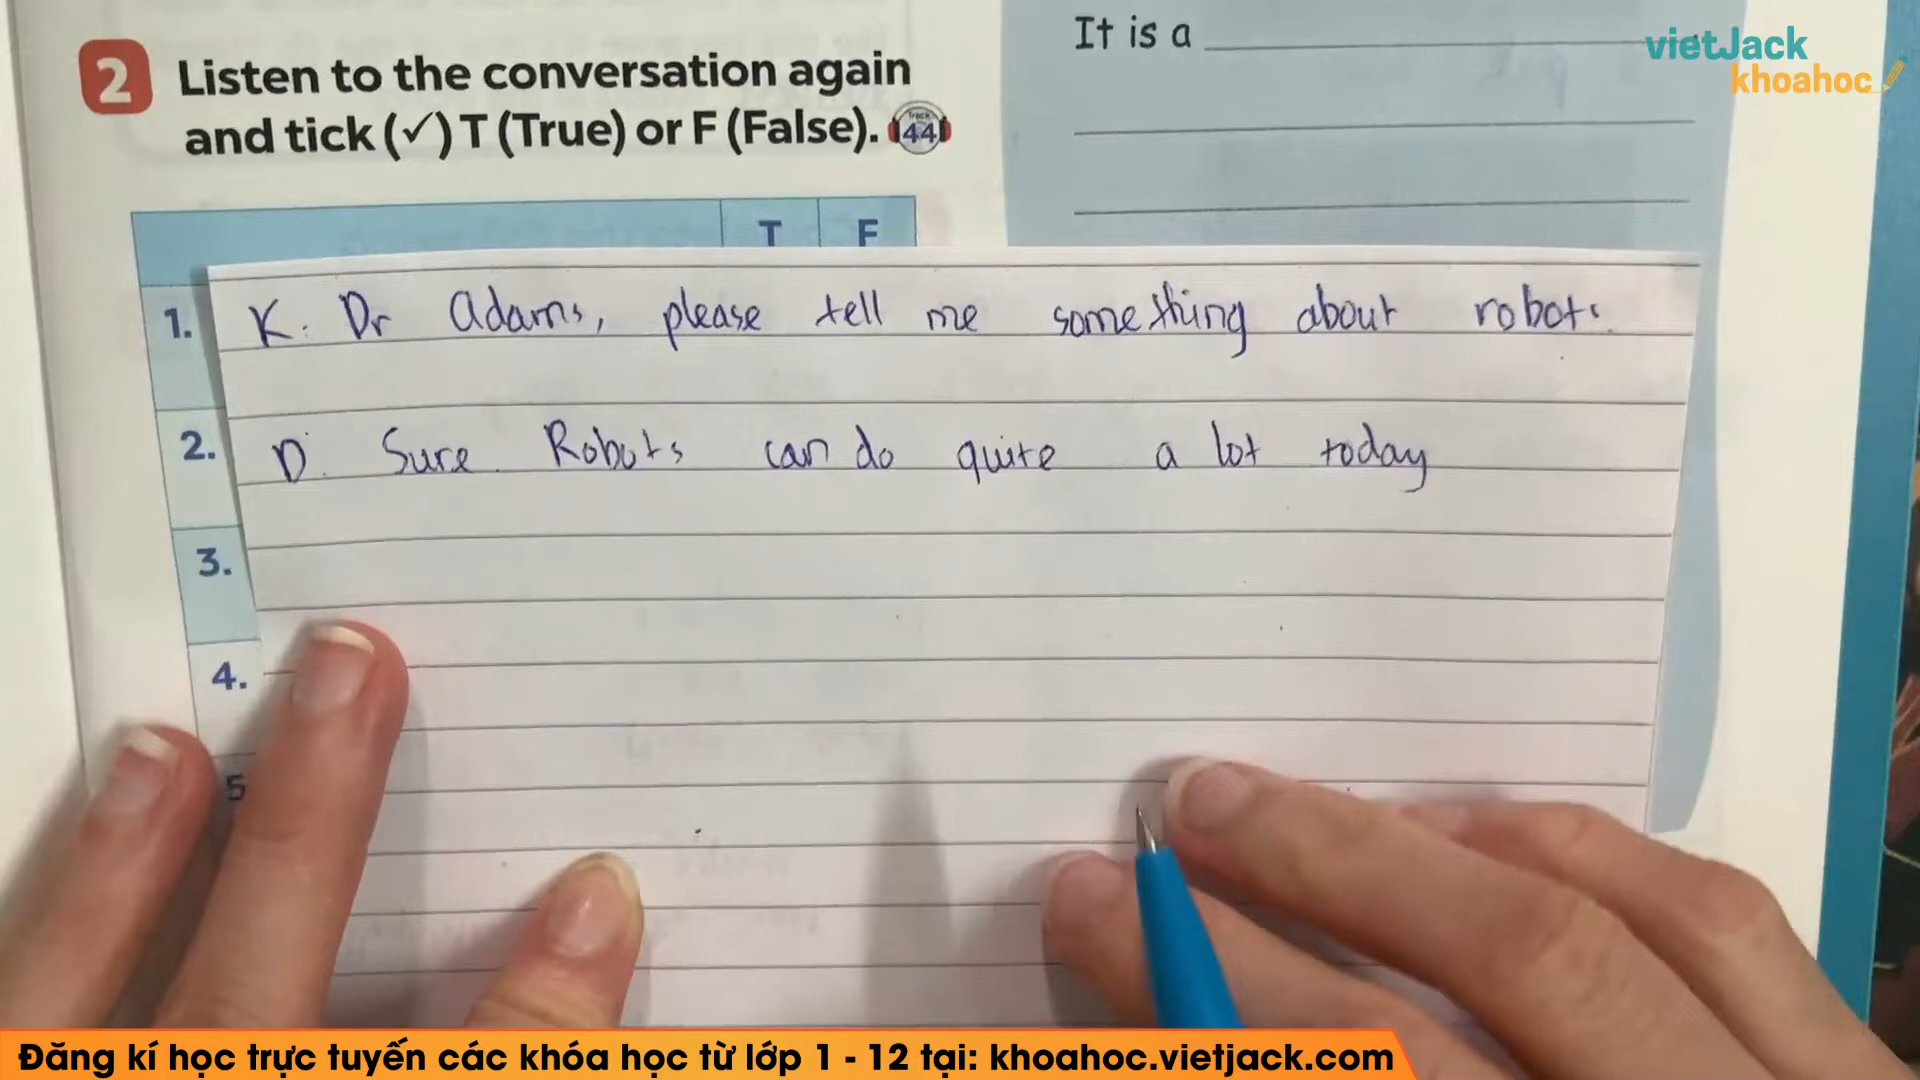 2 Listen to the conversation again
and tick (✓) T (True) or F (False).
Track 44
T F
1.
2.
3.
4.
5
K. Dr Adams, please tell me something about robots.
D. Sure. Robots can do quite a lot today
It is a
vietJack
khoahoc
Đăng kí học trực tuyến các khóa học từ lớp 1 - 12 tại: khoahoc.vietjack.com